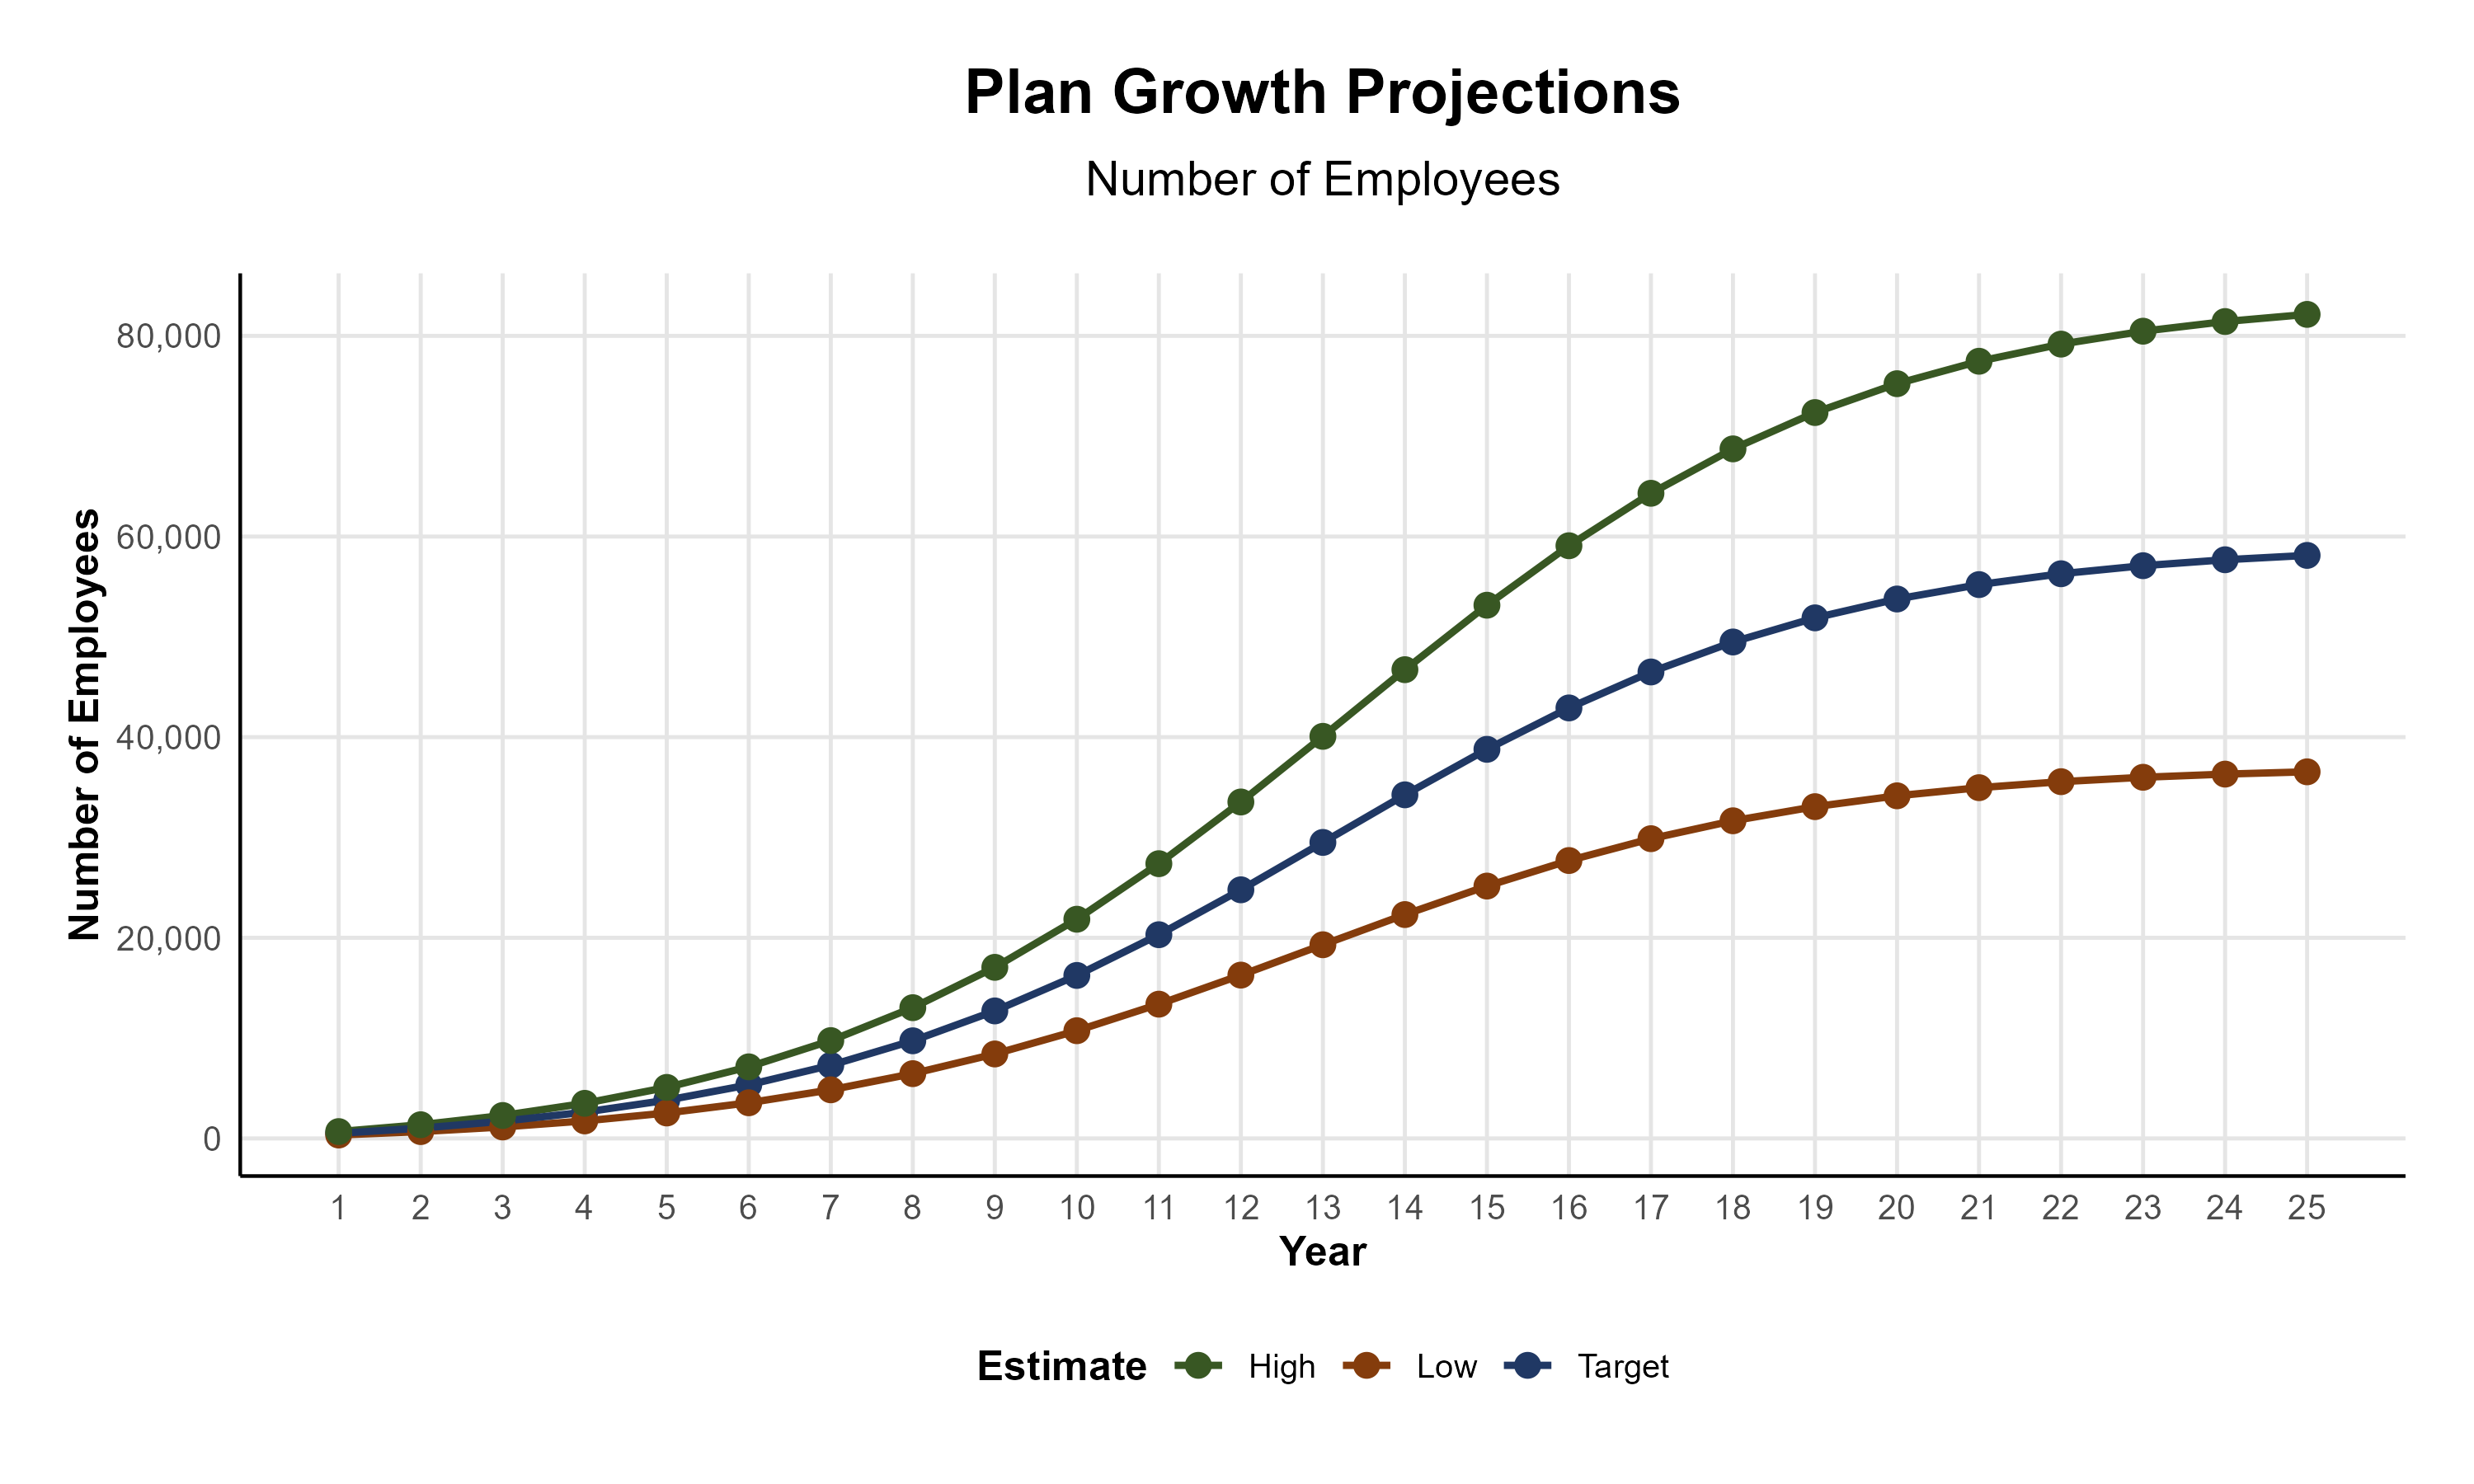 Plan Growth Projections
Number of Employees
Number of Employees
80,000
60,000
40,000
20,000
0
1 2 3 4 5 6 7 8 9 10 11 12 13 14 15 16 17 18 19 20 21 22 23 24 25
Year
Estimate High Low Target